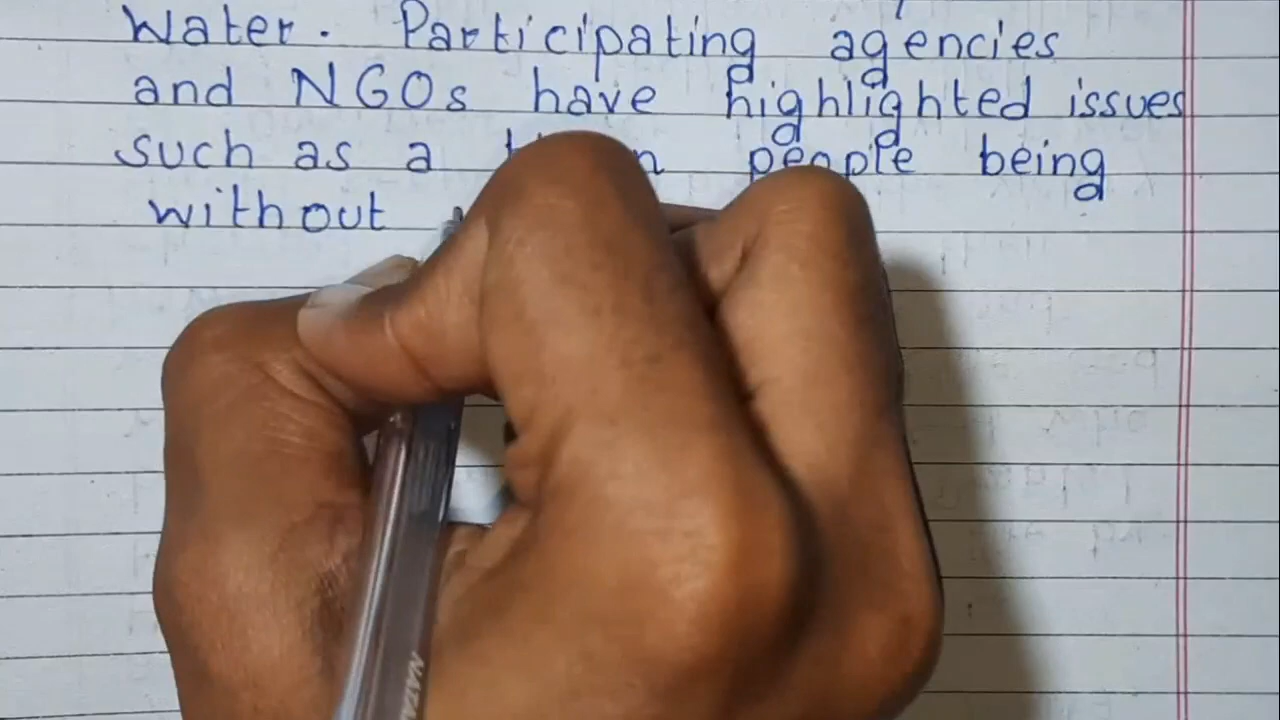 Water. Participating agencies
and NGOs have highlighted issues
such as a people being
without